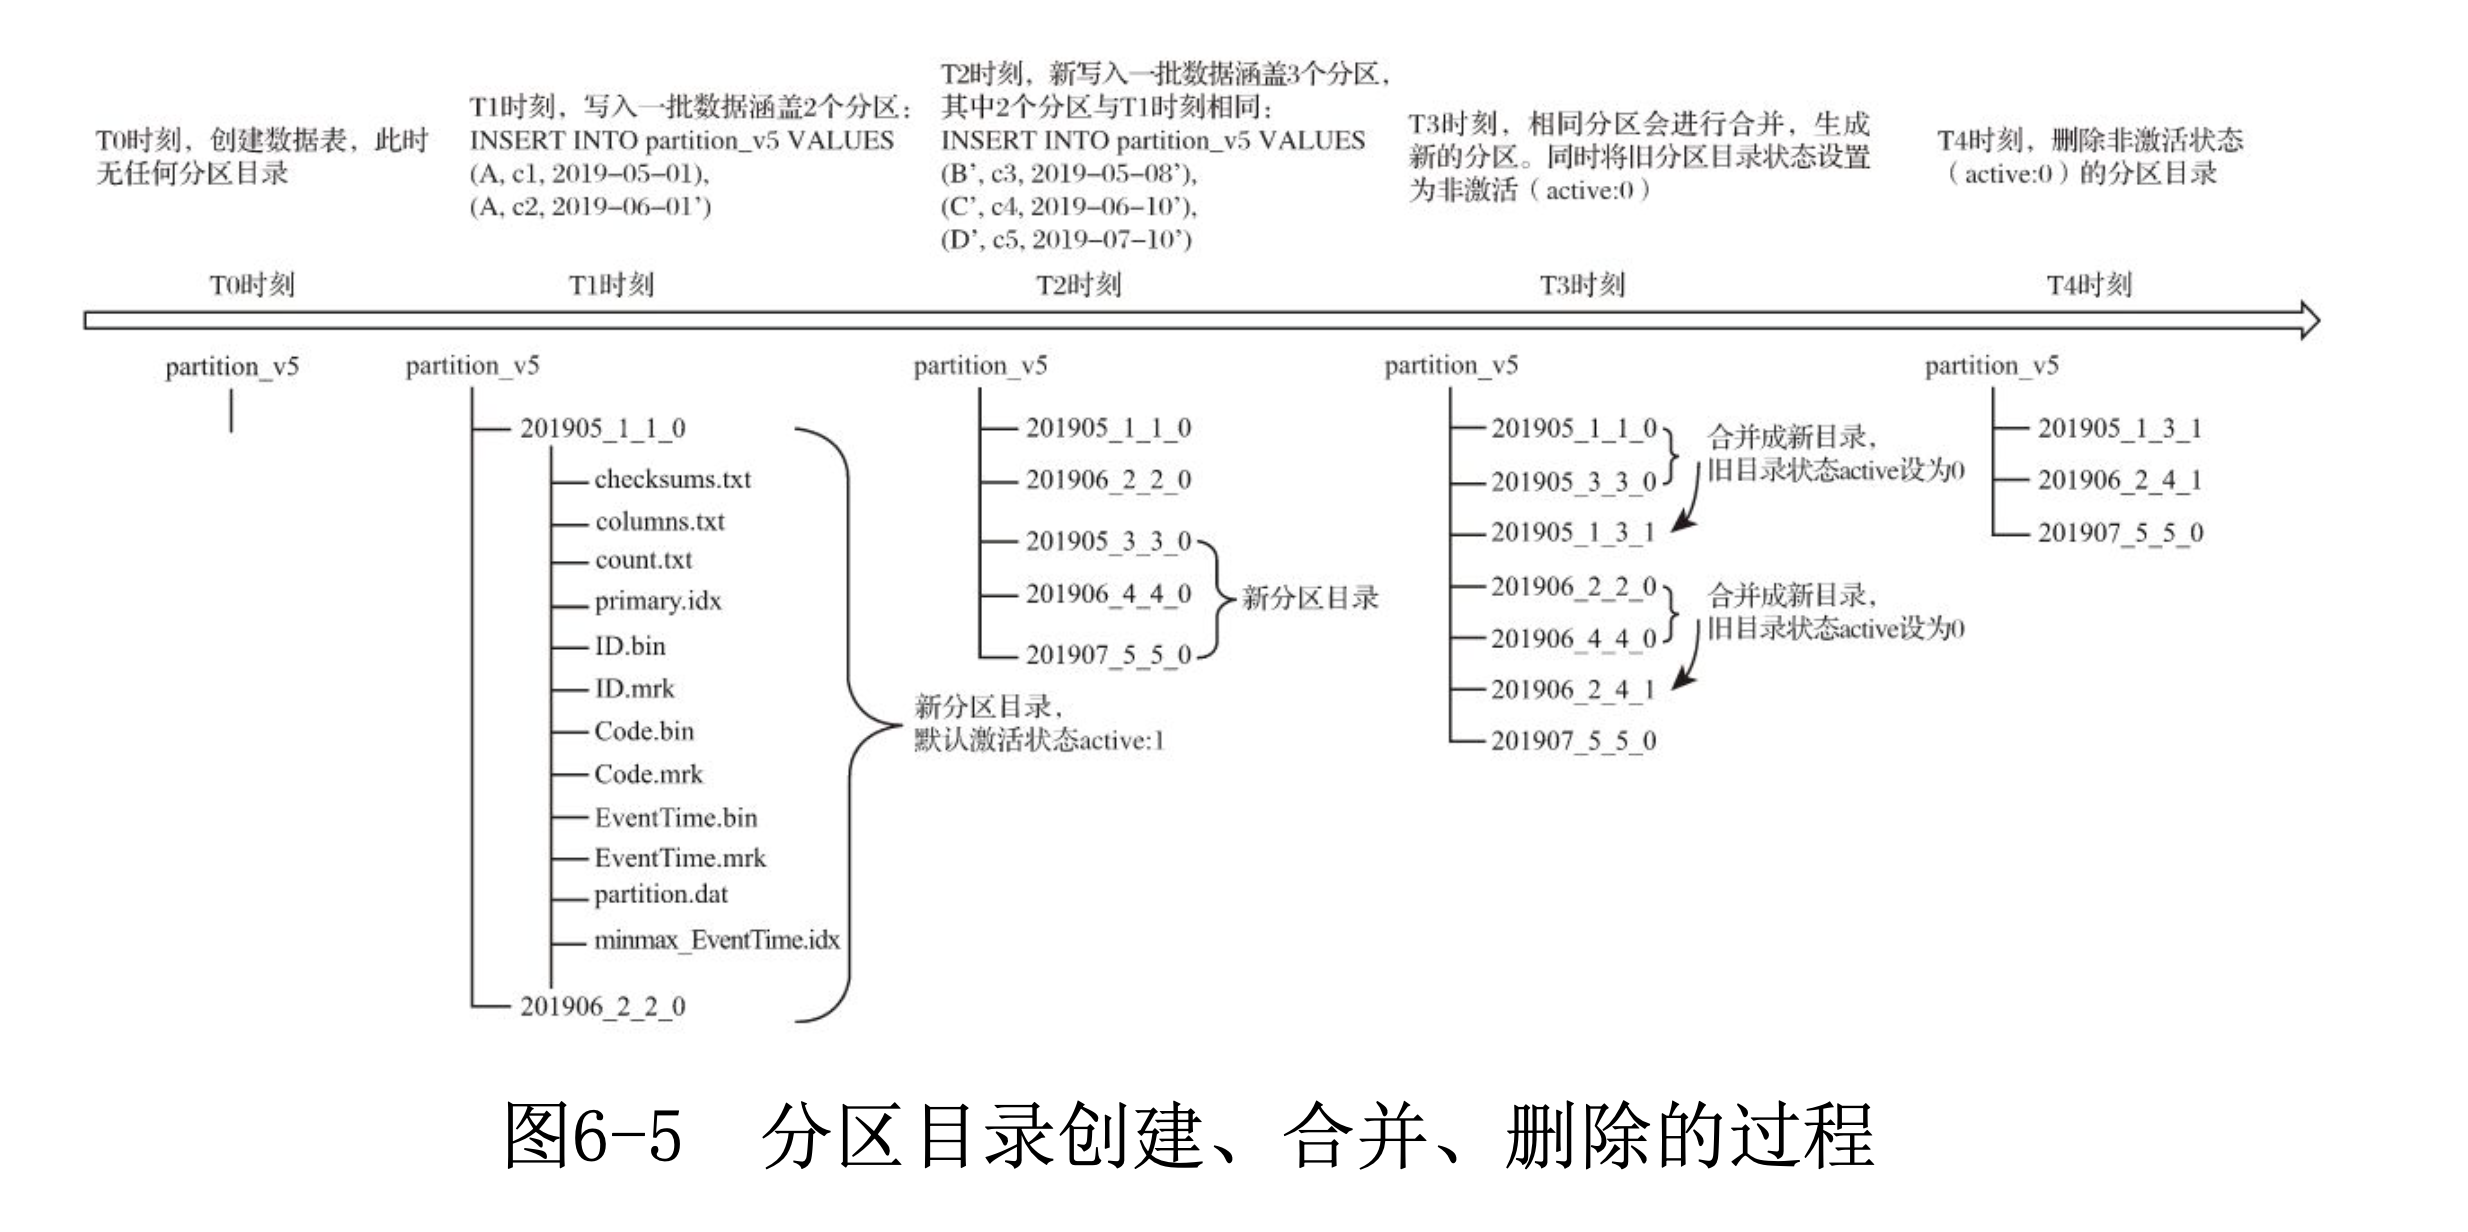 T0时刻，创建数据表，此时
无任何分区目录
T1时刻，写入一批数据涵盖2个分区：
INSERT INTO partition_v5 VALUES
(A, c1, 2019–05–01),
(A, c2, 2019–06–01’)
T2时刻，新写入一批数据涵盖3个分区，
其中2个分区与T1时刻相同：
INSERT INTO partition_v5 VALUES
(B’, c3, 2019–05–08’),
(C’, c4, 2019–06–10’),
(D’, c5, 2019–07–10’)
T3时刻，相同分区会进行合并，生成
新的分区。同时将旧分区目录状态设置
为非激活（active:0）
T4时刻，删除非激活状态
（active:0）的分区目录
T0时刻
T1时刻
T2时刻
T3时刻
T4时刻
partition_v5
partition_v5
201905_1_1_0
checksums.txt
columns.txt
count.txt
primary.idx
ID.bin
ID.mrk
Code.bin
Code.mrk
EventTime.bin
EventTime.mrk
partition.dat
minmax_EventTime.idx
201906_2_2_0
新分区目录，
默认激活状态active:1
partition_v5
201905_1_1_0
201906_2_2_0
201905_3_3_0
201906_4_4_0
201907_5_5_0
新分区目录
partition_v5
201905_1_1_0
201905_3_3_0
201905_1_3_1
合并成新目录，
旧目录状态active设为0
201906_2_2_0
201906_4_4_0
201906_2_4_1
合并成新目录，
旧目录状态active设为0
201907_5_5_0
partition_v5
201905_1_3_1
201906_2_4_1
201907_5_5_0
图6–5 分区目录创建、合并、删除的过程